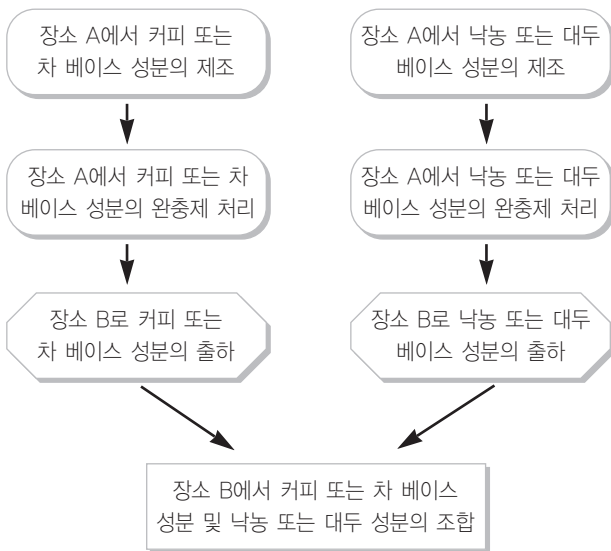 장소 A에서 커피 또는
차 베이스 성분의 제조
장소 A에서 낙농 또는 대두
베이스 성분의 제조
장소 A에서 커피 또는 차
베이스 성분의 완충제 처리
장소 A에서 낙농 또는 대두
베이스 성분의 완충제 처리
장소 B로 커피 또는
차 베이스 성분의 출하
장소 B로 낙농 또는 대두
베이스 성분의 출하
장소 B에서 커피 또는 차 베이스
성분 및 낙농 또는 대두 성분의 조합